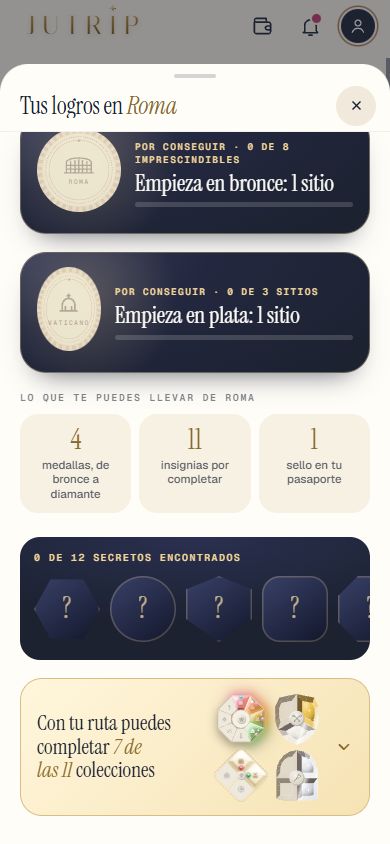 JUTRIP
Tus logros en Roma
POR CONSEGUIR · 0 DE 8
IMPRESCINDIBLES
ROMA
Empieza en bronce: 1 sitio
POR CONSEGUIR · 0 DE 3 SITIOS
VATICANO
Empieza en plata: 1 sitio
LO QUE TE PUEDES LLEVAR DE ROMA
4
medallas, de
bronce a
diamante
11
insignias por
completar
1
sello en tu
pasaporte
0 DE 12 SECRETOS ENCONTRADOS
? ? ? ? ?
Con tu ruta puedes
completar 7 de
las 11 colecciones